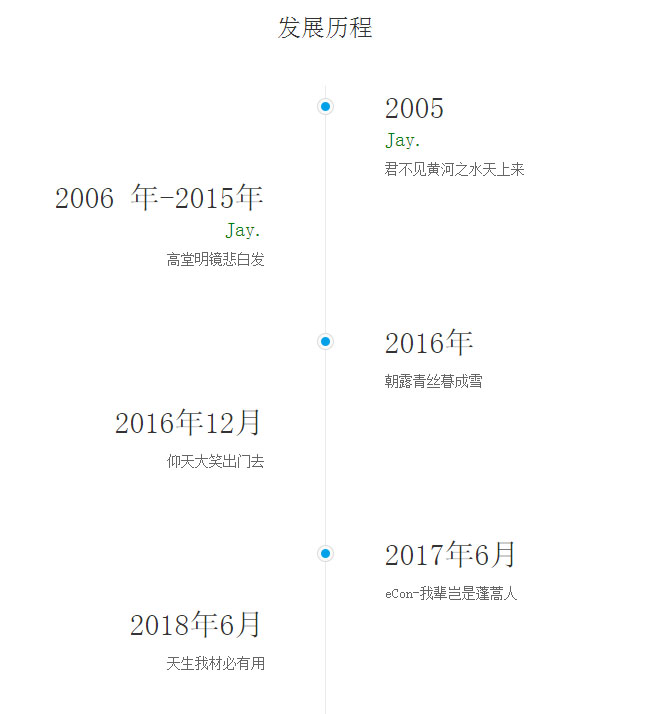 发展历程
2005
Jay.
君不见黄河之水天上来
2006 年-2015年
Jay.
高堂明镜悲白发
2016年
朝露青丝暮成雪
2016年12月
仰天大笑出门去
2017年6月
eCon-我辈岂是蓬蒿人
2018年6月
天生我材必有用